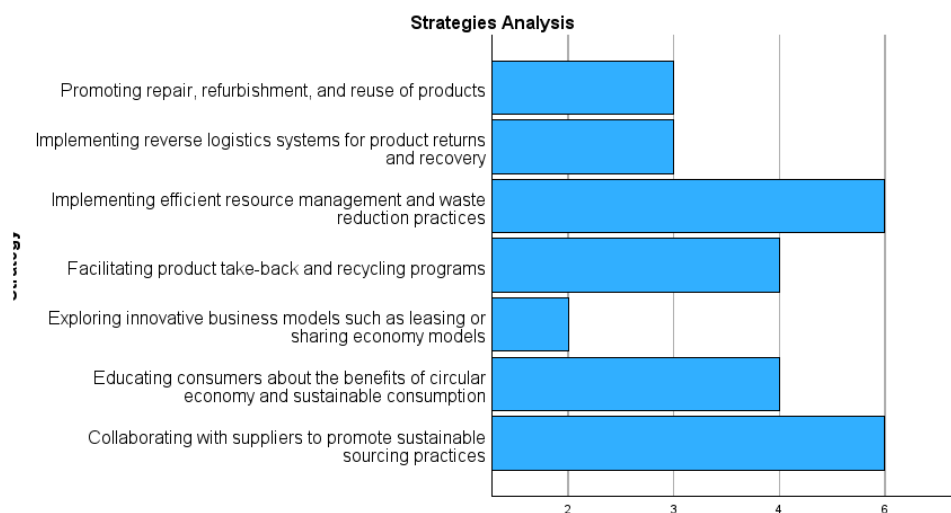 Strategies Analysis
Promoting repair, refurbishment, and reuse of products
Implementing reverse logistics systems for product returns
and recovery
Implementing efficient resource management and waste
reduction practices
Facilitating product take-back and recycling programs
Exploring innovative business models such as leasing or
sharing economy models
Educating consumers about the benefits of circular
economy and sustainable consumption
Collaborating with suppliers to promote sustainable
sourcing practices
2 3 4 6